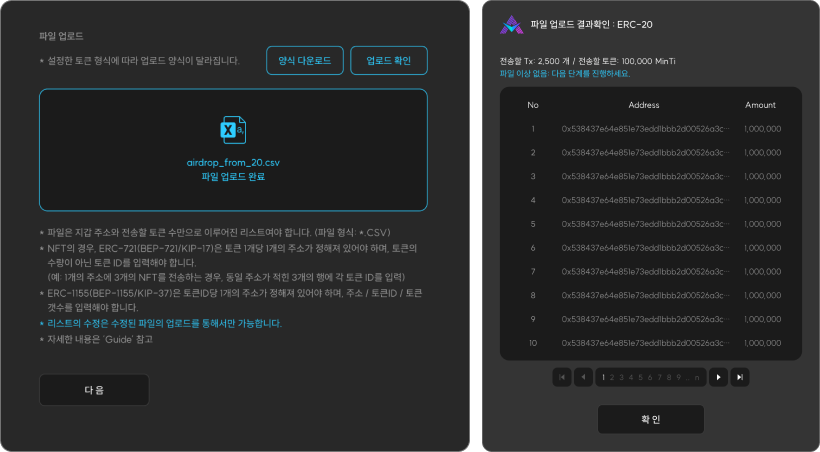 파일 업로드
* 설정한 토큰 형식에 따라 업로드 양식이 달라집니다.
양식 다운로드
업로드 확인
X a,
airdrop_from_20.csv
파일 업로드 완료
* 파일은 지갑 주소와 전송할 토큰 수만으로 이루어진 리스트여야 합니다. (파일 형식: *.CSV)
* NFT의 경우, ERC-721(BEP-721/KIP-17)은 토큰 1개당 1개의 주소가 정해져 있어야 하며, 토큰의
수량이 아닌 토큰 ID를 입력해야 합니다.
(예: 1개의 주소에 3개의 NFT를 전송하는 경우, 동일 주소가 적힌 3개의 행에 각 토큰 ID를 입력)
* ERC-1155(BEP-1155/KIP-37)은 토큰ID당 1개의 주소가 정해져 있어야 하며, 주소 / 토큰ID / 토큰
갯수를 입력해야 합니다.
* 리스트의 수정은 수정된 파일의 업로드를 통해서만 가능합니다.
* 자세한 내용은 'Guide' 참고
다 음
파일 업로드 결과확인 : ERC-20
전송할 Tx: 2,500 개 / 전송할 토큰: 100,000 MinTi
파일 이상 없음: 다음 단계를 진행하세요.
No Address Amount
1 0x538437e64e851e73edd1bbb2d00526a3c··· 1,000,000
2 0x538437e64e851e73edd1bbb2d00526a3c··· 1,000,000
3 0x538437e64e851e73edd1bbb2d00526a3c··· 1,000,000
4 0x538437e64e851e73edd1bbb2d00526a3c··· 1,000,000
5 0x538437e64e851e73edd1bbb2d00526a3c··· 1,000,000
6 0x538437e64e851e73edd1bbb2d00526a3c··· 1,000,000
7 0x538437e64e851e73edd1bbb2d00526a3c··· 1,000,000
8 0x538437e64e851e73edd1bbb2d00526a3c··· 1,000,000
9 0x538437e64e851e73edd1bbb2d00526a3c··· 1,000,000
10 0x538437e64e851e73edd1bbb2d00526a3c··· 1,000,000
1 2 3 4 5 6 7 8 9 ... n
확 인